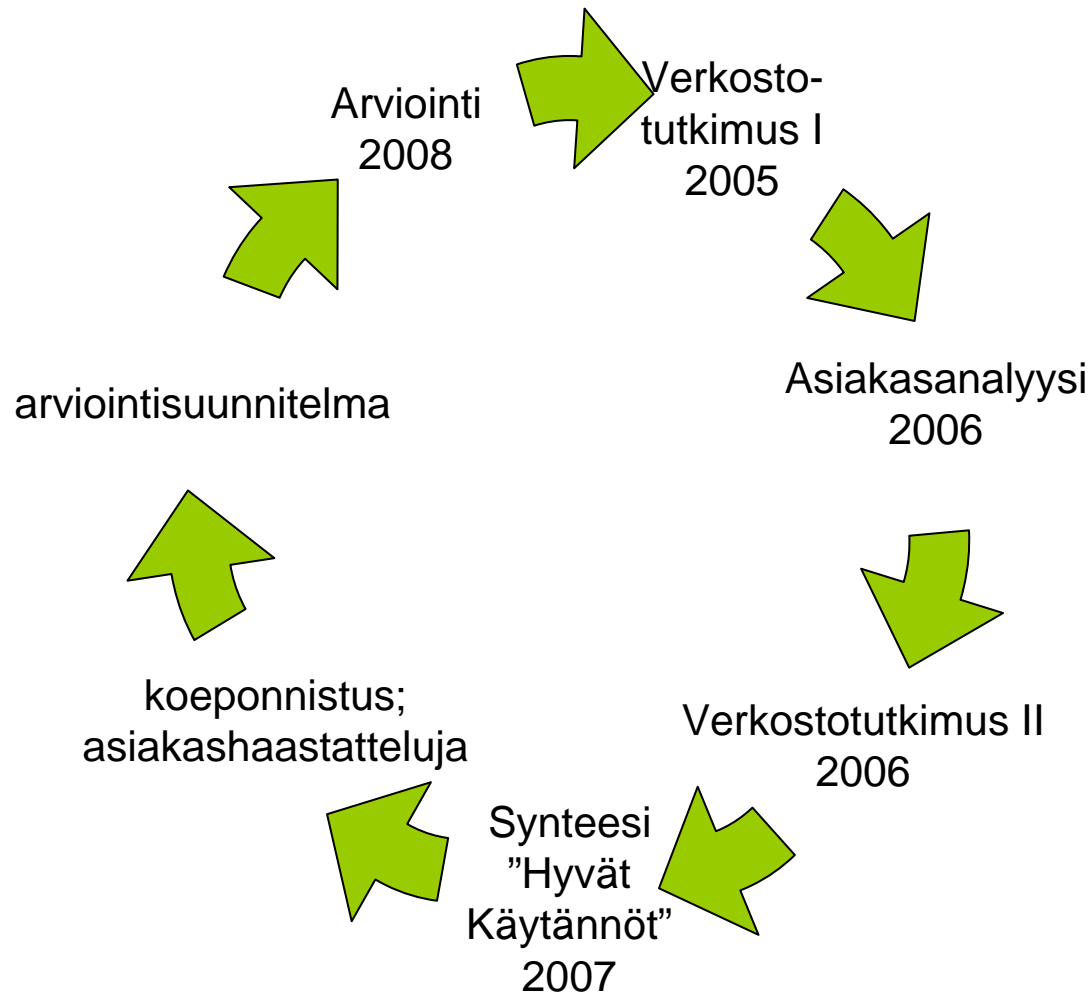 Arviointi
2008
Verkosto-
tutkimus I
2005
Asiakasanalyysi
2006
Verkostotutkimus II
2006
Synteesi
”Hyvät
Käytännöt”
2007
koeponnistus;
asiakashaastatteluja
arviointisuunnitelma